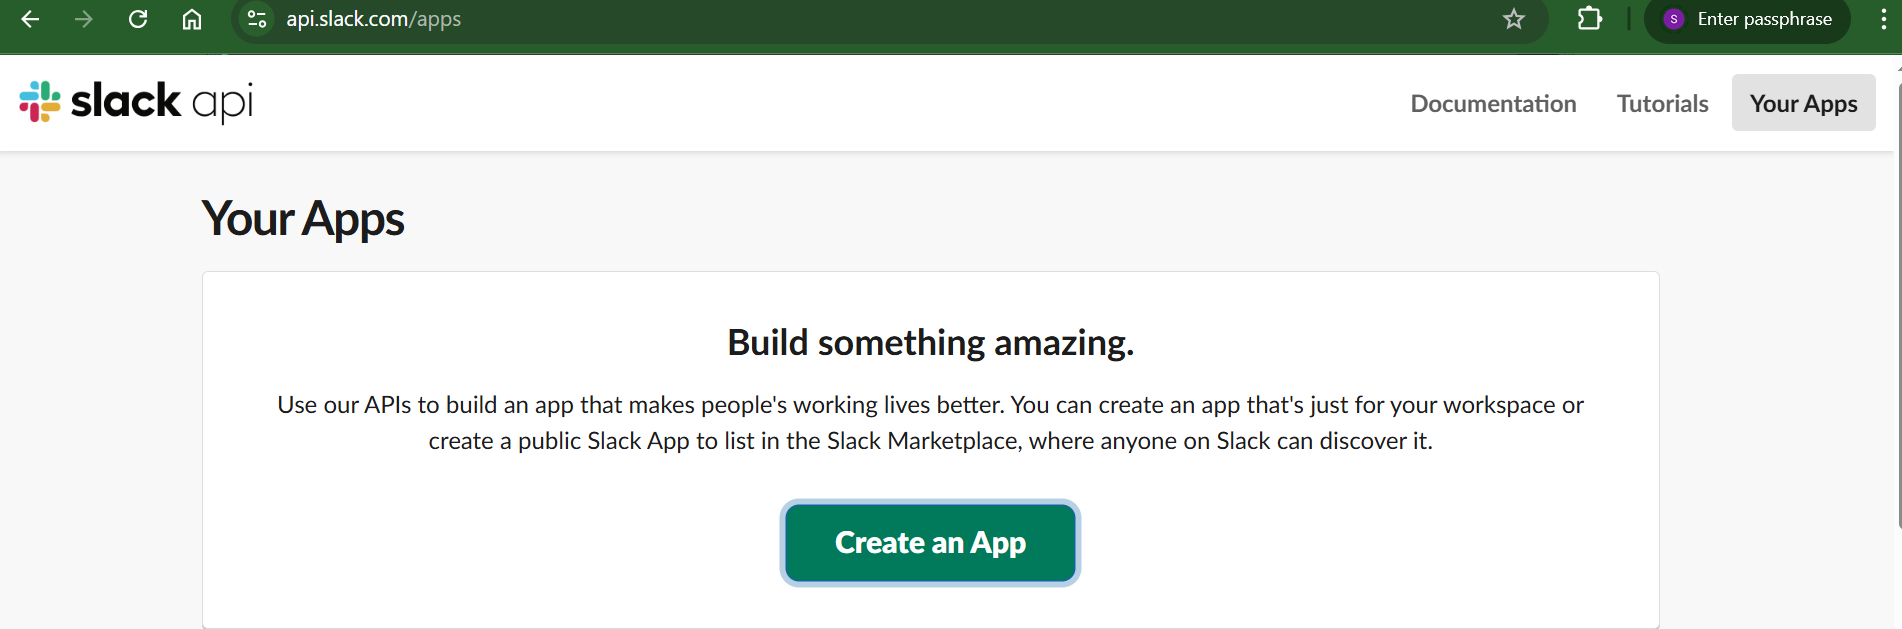 api.slack.com/apps
S
Enter passphrase
slack api
Documentation
Tutorials
Your Apps
Your Apps
Build something amazing.
Use our APIs to build an app that makes people's working lives better. You can create an app that's just for your workspace or
create a public Slack App to list in the Slack Marketplace, where anyone on Slack can discover it.
Create an App